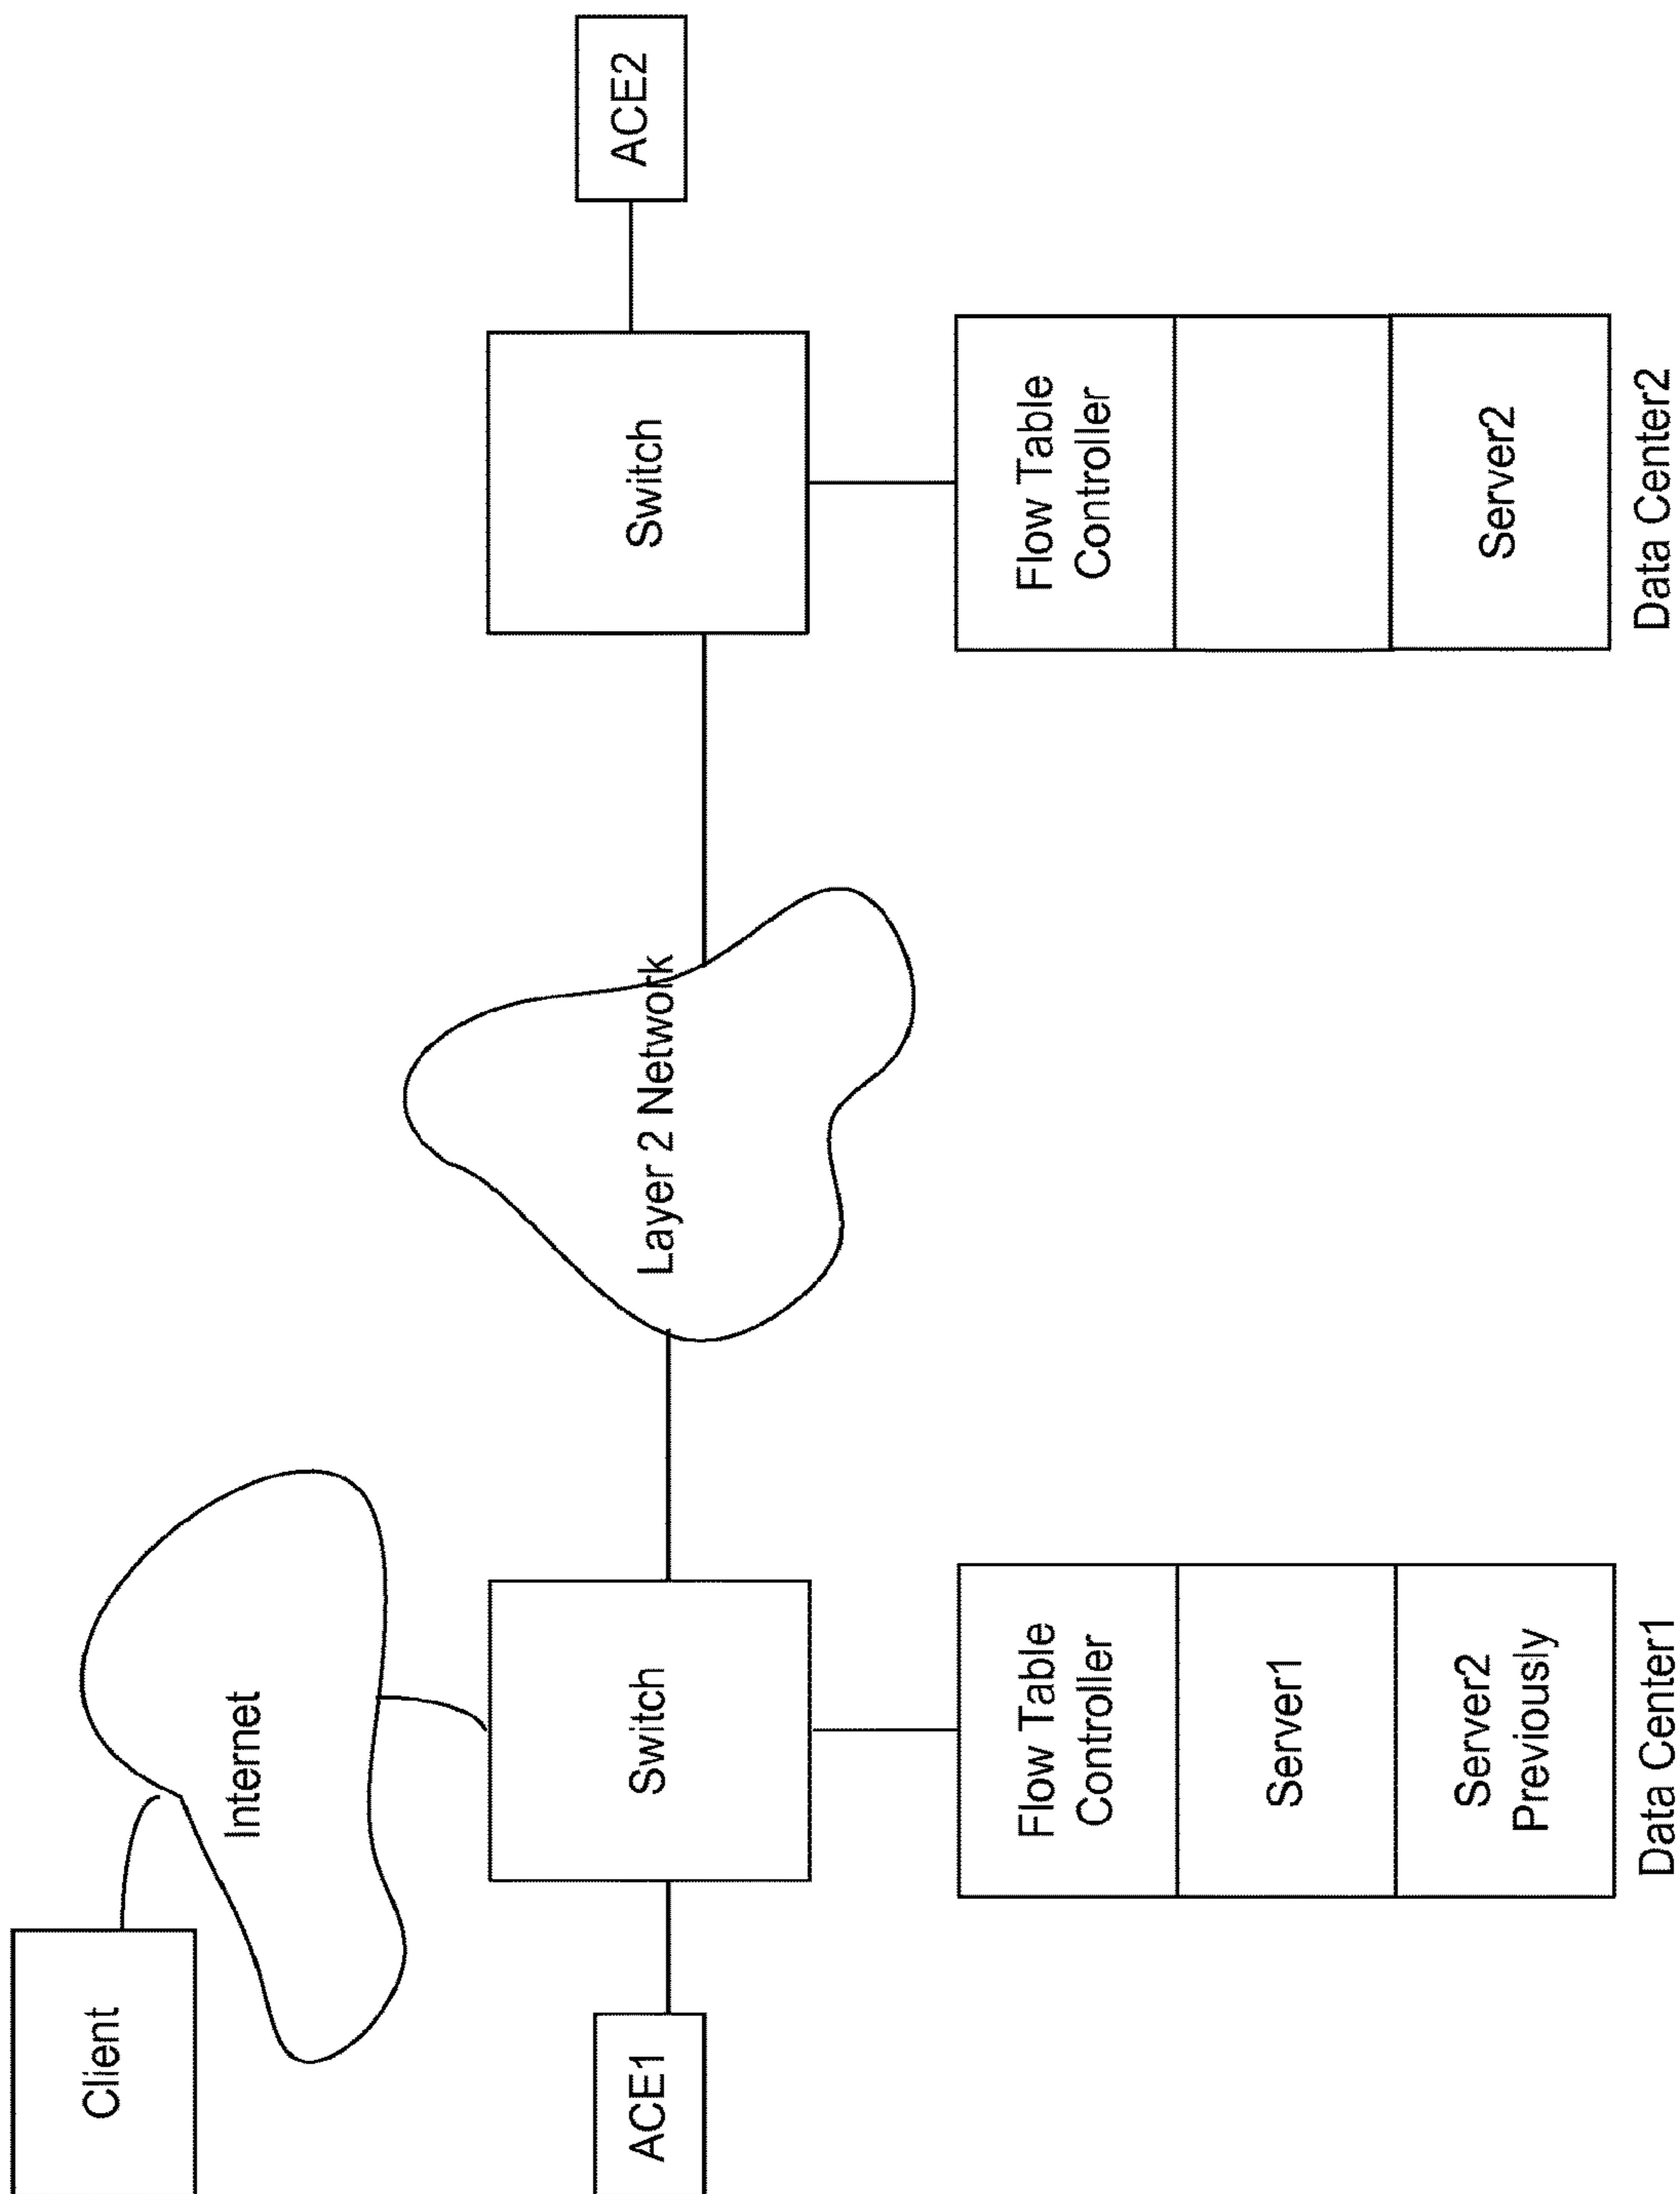 Client
Internet
ACE1
Switch
Layer 2 Network
Switch
ACE2
Flow Table
Controller
Server1
Server2
Previously
Data Center1
Flow Table
Controller
Server2
Data Center2